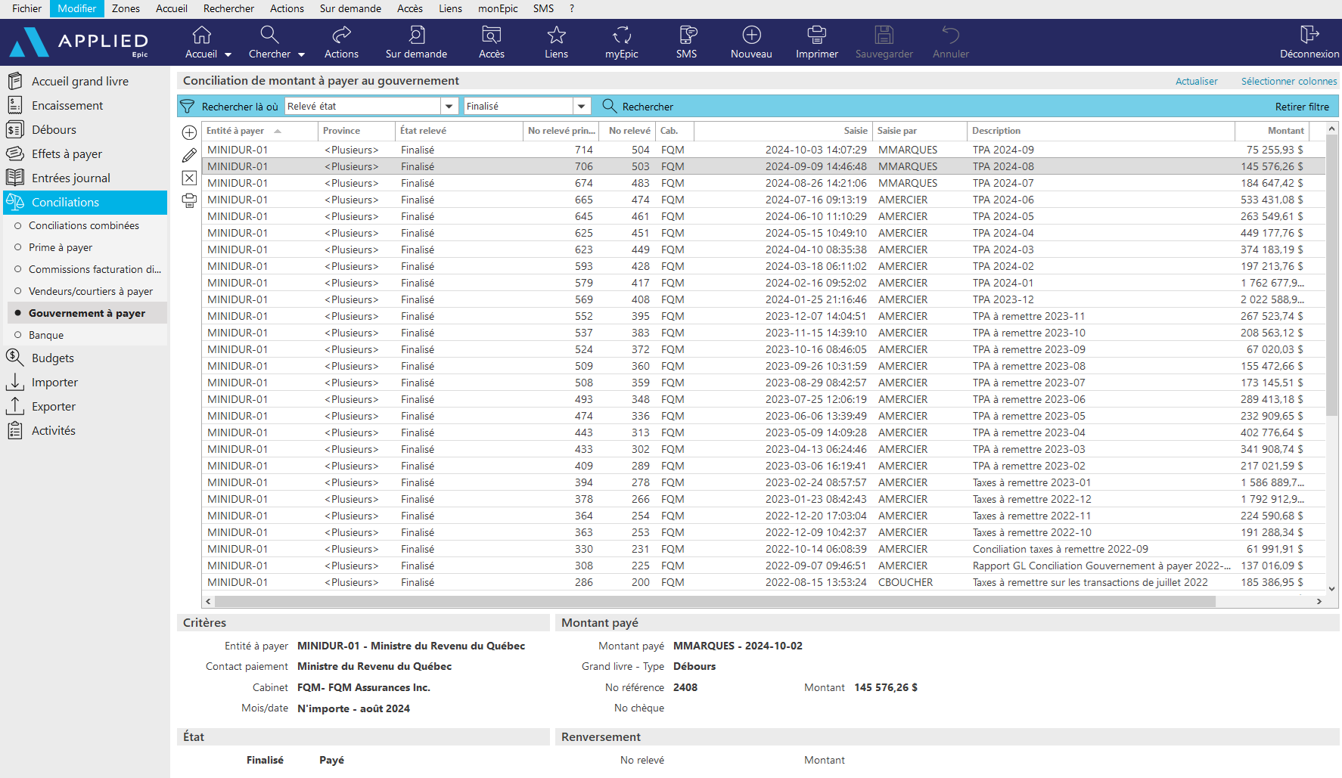 Fichier Modifier Zones Accueil Rechercher Actions Sur demande Accès Liens monEpic SMS ?
APPLIED Epic Accueil Chercher Actions Sur demande Accès Liens myEpic SMS Nouveau Imprimer Sauvegarder Annuler Déconnexion
Accueil grand livre
Encaissement
Débours
Effets à payer
Entrées journal
Conciliations
Conciliations combinées
Prime à payer
Commissions facturation di...
Vendeurs/courtiers à payer
Gouvernement à payer
Banque
Budgets
Importer
Exporter
Activités
Conciliation de montant à payer au gouvernement Actualiser Sélectionner colonnes
Rechercher là où Relevé état Finalisé Rechercher Retirer filtre
Entité à payer Province État relevé No relevé prin... No relevé Cab. Saisie Saisie par Description Montant
MINIDUR-01 <Plusieurs> Finalisé 714 504 FQM 2024-10-03 14:07:29 MMARQUES TPA 2024-09 75 255,93 $
MINIDUR-01 <Plusieurs> Finalisé 706 503 FQM 2024-09-09 14:46:48 MMARQUES TPA 2024-08 145 576,26 $
MINIDUR-01 <Plusieurs> Finalisé 674 483 FQM 2024-08-26 14:21:06 MMARQUES TPA 2024-07 184 647,42 $
MINIDUR-01 <Plusieurs> Finalisé 665 474 FQM 2024-07-16 09:13:19 AMERCIER TPA 2024-06 533 431,08 $
MINIDUR-01 <Plusieurs> Finalisé 645 461 FQM 2024-06-10 11:10:29 AMERCIER TPA 2024-05 263 549,61 $
MINIDUR-01 <Plusieurs> Finalisé 625 451 FQM 2024-05-15 10:49:10 AMERCIER TPA 2024-04 449 177,76 $
MINIDUR-01 <Plusieurs> Finalisé 623 449 FQM 2024-04-10 08:35:38 AMERCIER TPA 2024-03 374 183,19 $
MINIDUR-01 <Plusieurs> Finalisé 593 428 FQM 2024-03-18 06:11:02 AMERCIER TPA 2024-02 197 213,76 $
MINIDUR-01 <Plusieurs> Finalisé 579 417 FQM 2024-02-16 09:52:02 AMERCIER TPA 2024-01 1 762 677,9...
MINIDUR-01 <Plusieurs> Finalisé 569 408 FQM 2024-01-25 21:16:46 AMERCIER TPA 2023-12 2 022 588,9...
MINIDUR-01 <Plusieurs> Finalisé 552 395 FQM 2023-12-07 14:04:51 AMERCIER TPA à remettre 2023-11 267 523,74 $
MINIDUR-01 <Plusieurs> Finalisé 537 383 FQM 2023-11-15 14:39:10 AMERCIER TPA à remettre 2023-10 208 563,12 $
MINIDUR-01 <Plusieurs> Finalisé 524 372 FQM 2023-10-16 08:46:05 AMERCIER TPA à remettre 2023-09 67 020,03 $
MINIDUR-01 <Plusieurs> Finalisé 509 360 FQM 2023-09-26 10:31:59 AMERCIER TPA à remettre 2023-08 155 472,66 $
MINIDUR-01 <Plusieurs> Finalisé 508 359 FQM 2023-08-29 08:42:57 AMERCIER TPA à remettre 2023-07 173 145,51 $
MINIDUR-01 <Plusieurs> Finalisé 493 348 FQM 2023-07-25 12:06:19 AMERCIER TPA à remettre 2023-06 289 413,18 $
MINIDUR-01 <Plusieurs> Finalisé 474 336 FQM 2023-06-06 13:39:49 AMERCIER TPA à remettre 2023-05 232 909,65 $
MINIDUR-01 <Plusieurs> Finalisé 443 313 FQM 2023-05-09 14:09:28 AMERCIER TPA à remettre 2023-04 402 776,64 $
MINIDUR-01 <Plusieurs> Finalisé 433 302 FQM 2023-04-13 06:24:46 AMERCIER TPA à remettre 2023-03 341 908,74 $
MINIDUR-01 <Plusieurs> Finalisé 409 289 FQM 2023-03-06 16:19:41 AMERCIER TPA à remettre 2023-02 217 021,59 $
MINIDUR-01 <Plusieurs> Finalisé 394 278 FQM 2023-02-24 08:57:57 AMERCIER Taxes à remettre 2023-01 1 586 889,7...
MINIDUR-01 <Plusieurs> Finalisé 378 266 FQM 2023-01-23 08:42:43 AMERCIER Taxes à remettre 2022-12 1 792 912,9...
MINIDUR-01 <Plusieurs> Finalisé 364 254 FQM 2022-12-20 17:03:04 AMERCIER Taxes à remettre 2022-11 224 590,68 $
MINIDUR-01 <Plusieurs> Finalisé 363 253 FQM 2022-12-09 10:42:37 AMERCIER Taxes à remettre 2022-10 191 288,34 $
MINIDUR-01 <Plusieurs> Finalisé 330 231 FQM 2022-10-14 06:08:39 AMERCIER Conciliation taxes à remettre 2022-09 61 991,91 $
MINIDUR-01 <Plusieurs> Finalisé 308 225 FQM 2022-09-07 09:46:51 AMERCIER Rapport GL Conciliation Gouvernement à payer 2022-... 137 016,09 $
MINIDUR-01 <Plusieurs> Finalisé 286 200 FQM 2022-08-15 13:53:24 CBOUCHER Taxes à remettre sur les transactions de juillet 2022 185 386,95 $
Critères Montant payé
Entité à payer MINIDUR-01 - Ministre du Revenu du Québec Montant payé MMARQUES - 2024-10-02
Contact paiement Ministre du Revenu du Québec Grand livre - Type Débours
Cabinet FQM- FQM Assurances Inc. No référence 2408 Montant 145 576,26 $
Mois/date N'importe - août 2024 No chèque
État Renversement
Finalisé Payé No relevé Montant